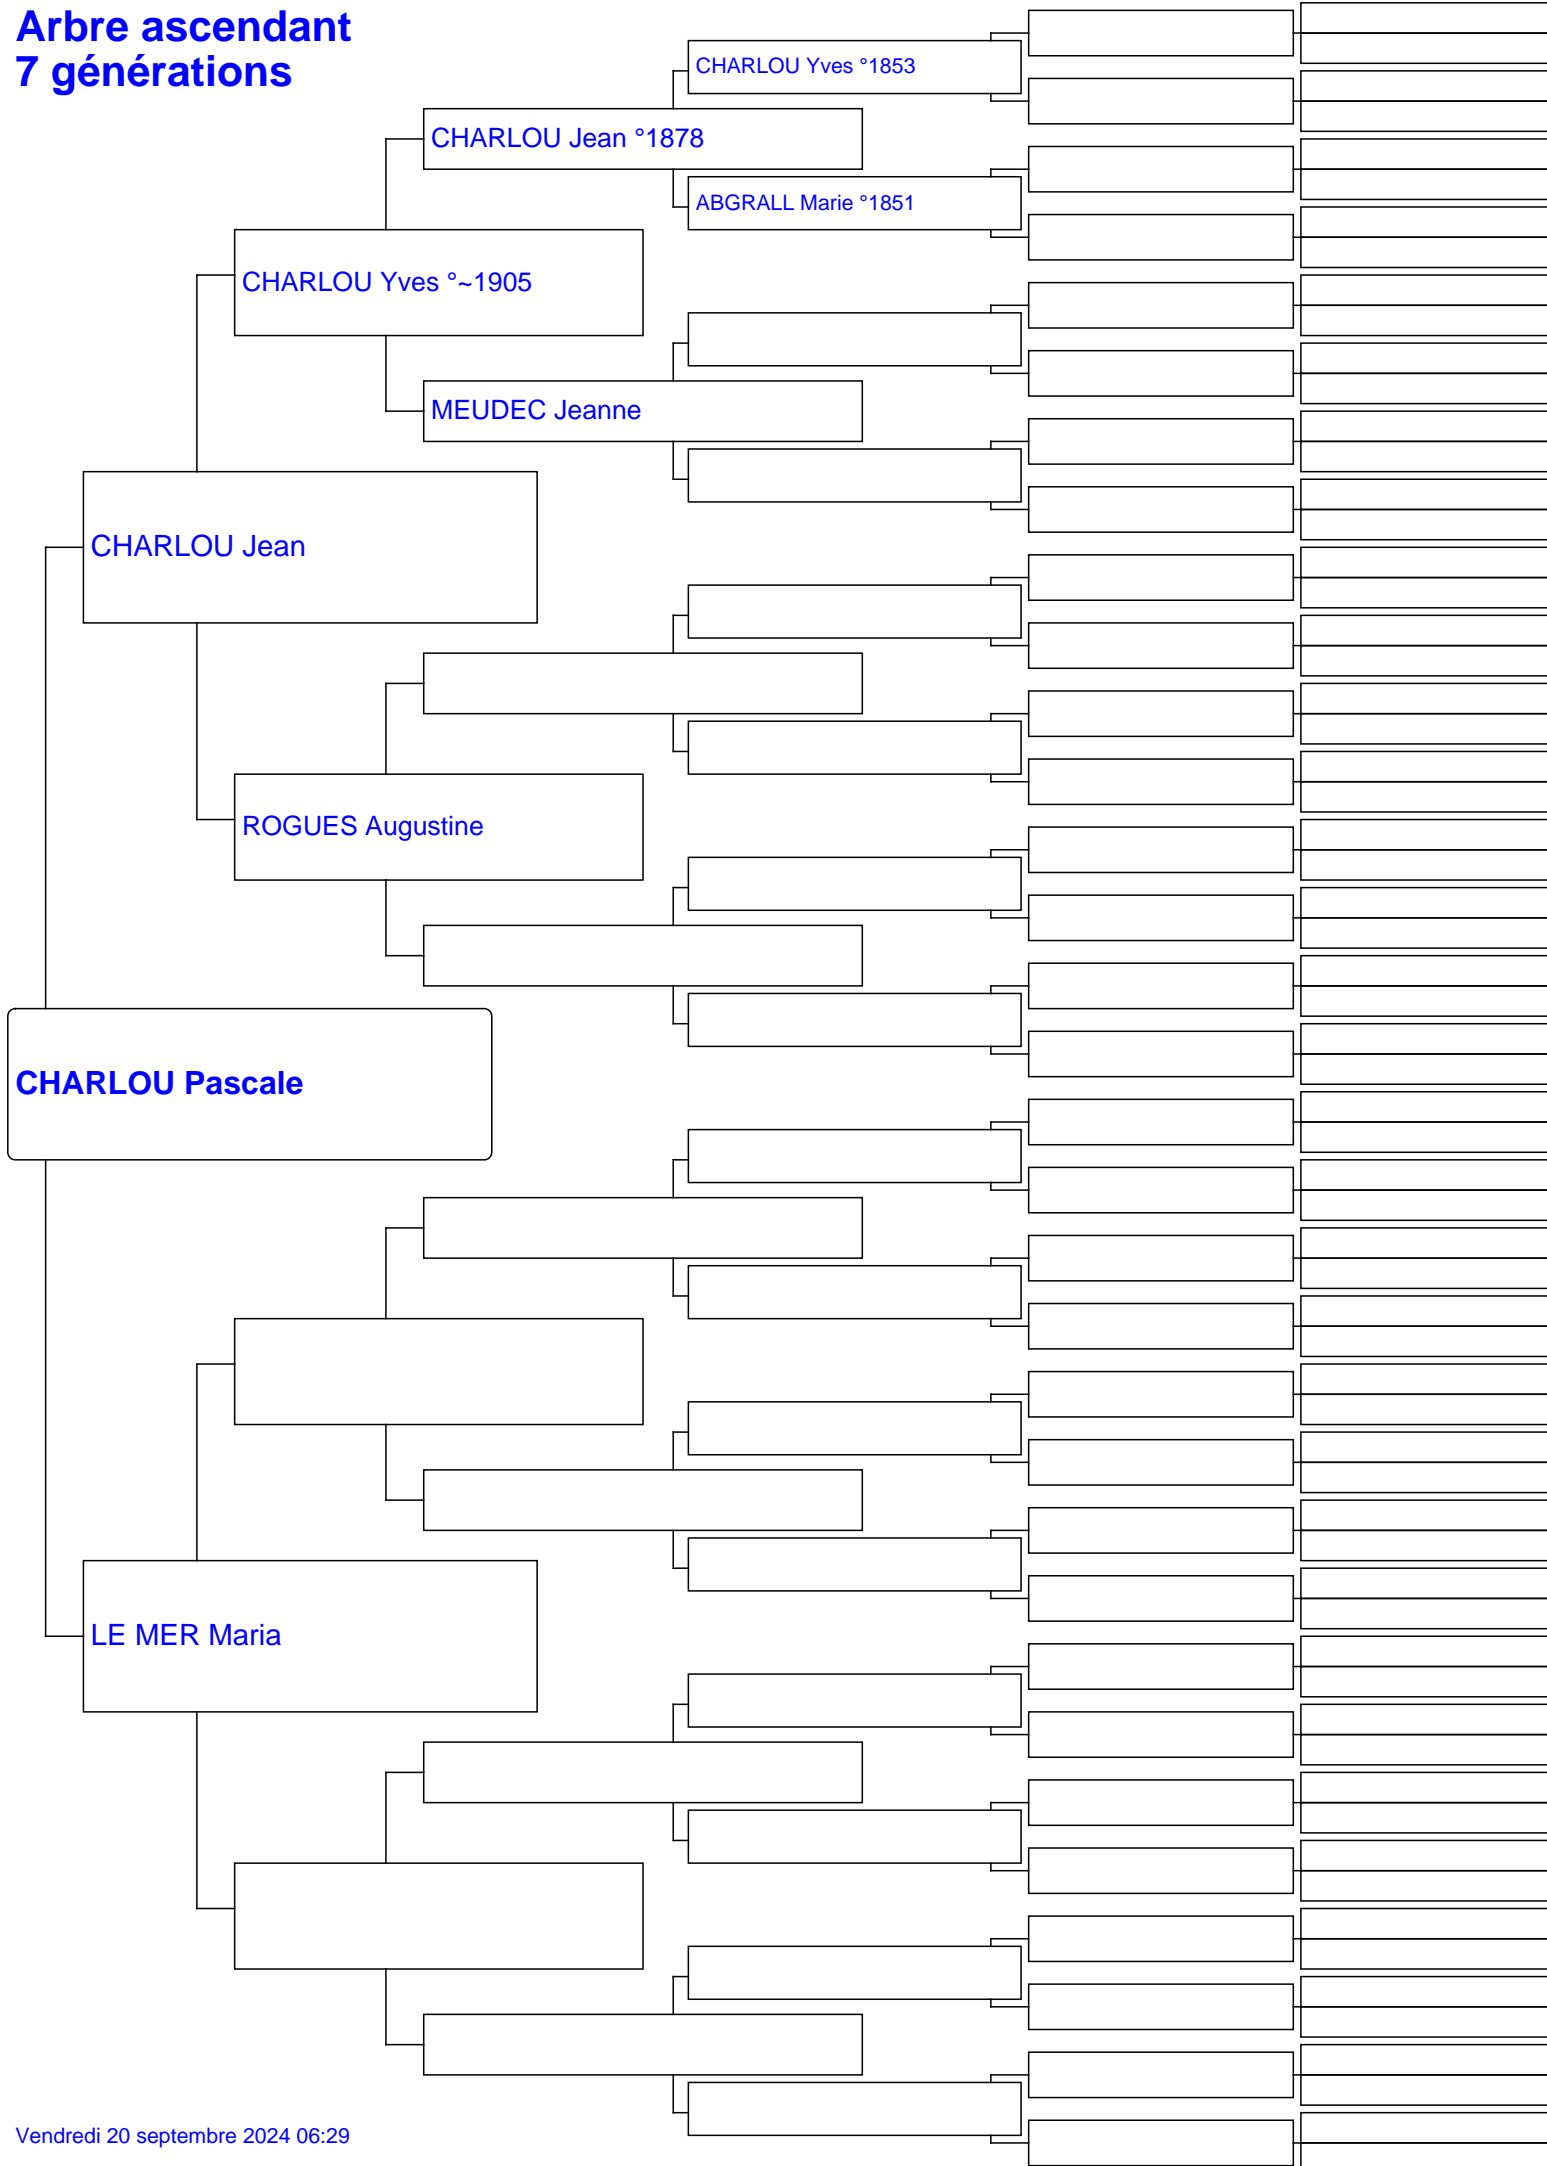 Arbre ascendant
7 générations
CHARLOU Yves °1853
CHARLOU Jean °1878
ABGRALL Marie °1851
CHARLOU Yves °~1905
MEUDEC Jeanne
CHARLOU Jean
ROGUES Augustine
CHARLOU Pascale
LE MER Maria
Vendredi 20 septembre 2024 06:29